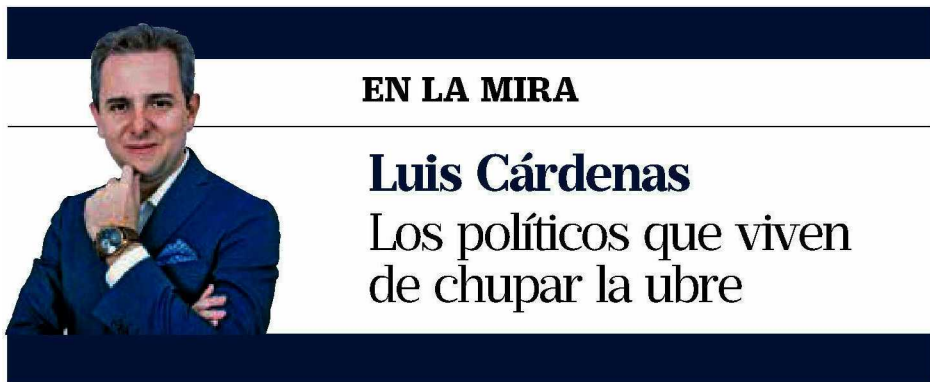 EN LA MIRA
Luis Cárdenas
Los políticos que viven
de chupar la ubre